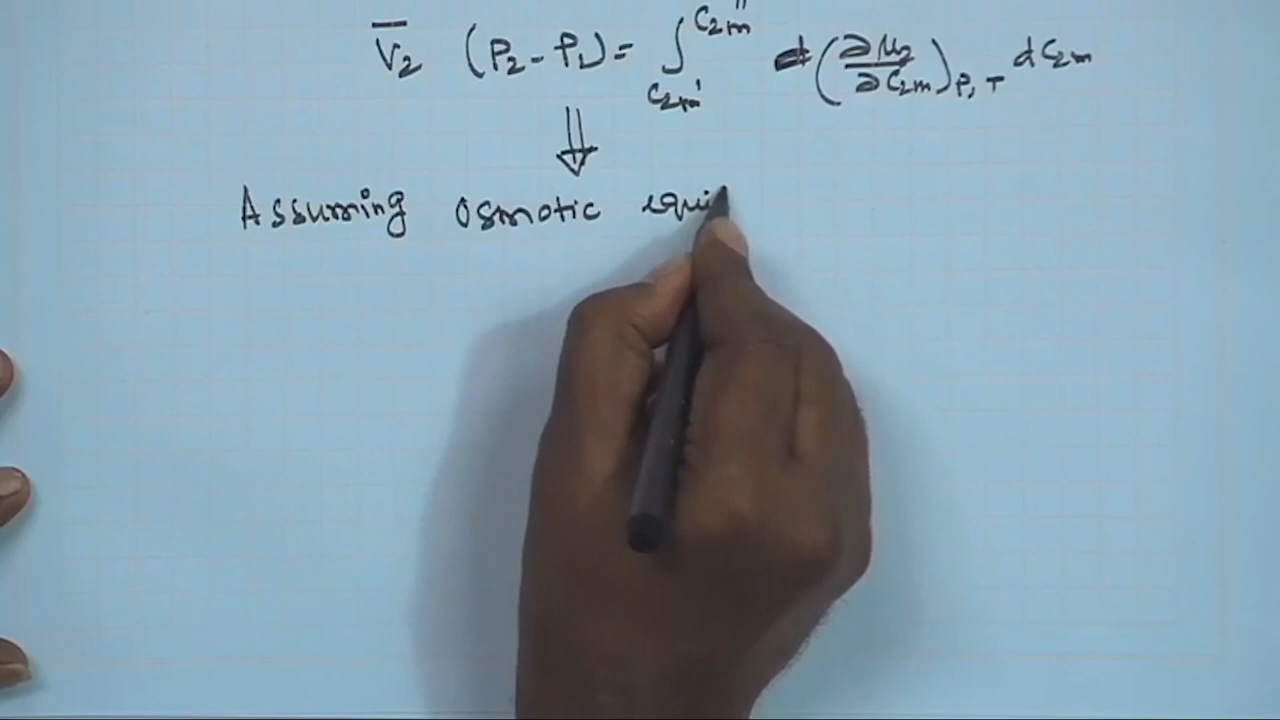 V̅₂ (P₂ - P₁) = ∫_{C₂ₘ'}^{C₂ₘ''} (∂μ₂/∂C₂ₘ)_{P,T} dC₂ₘ
⇓
Assuming osmotic equi